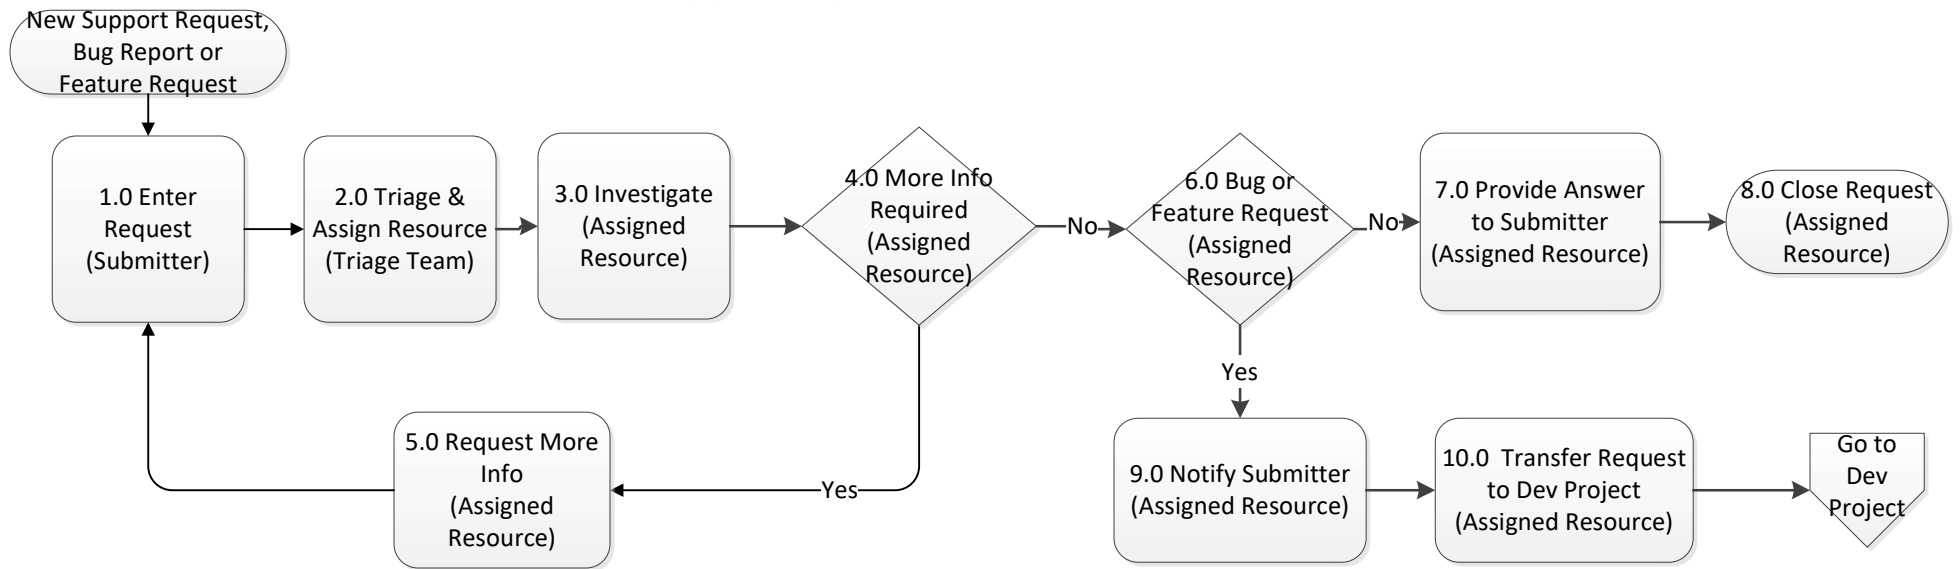 New Support Request,
Bug Report or
Feature Request
1.0 Enter
Request
(Submitter)
2.0 Triage &
Assign Resource
(Triage Team)
3.0 Investigate
(Assigned
Resource)
4.0 More Info
Required
(Assigned
Resource)
No
6.0 Bug or
Feature Request
(Assigned
Resource)
No
7.0 Provide Answer
to Submitter
(Assigned Resource)
8.0 Close Request
(Assigned
Resource)
Yes
5.0 Request More
Info
(Assigned
Resource)
Yes
9.0 Notify Submitter
(Assigned Resource)
10.0  Transfer Request
to Dev Project
(Assigned Resource)
Go to
Dev
Project